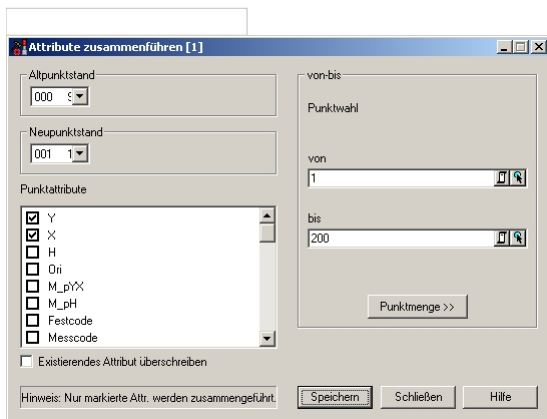 Attribute zusammenführen [1]
Altpunktstand
000
Neupunktstand
001 1
Punktattribute
Y
X
H
Ori
M_pYX
M_pH
Festcode
Messcode
Existierendes Attribut überschreiben
Hinweis: Nur markierte Attr. werden zusammengeführt.
von-bis
Punktwahl
von
1
bis
200
Punktmenge >>
Speichern
Schließen
Hilfe